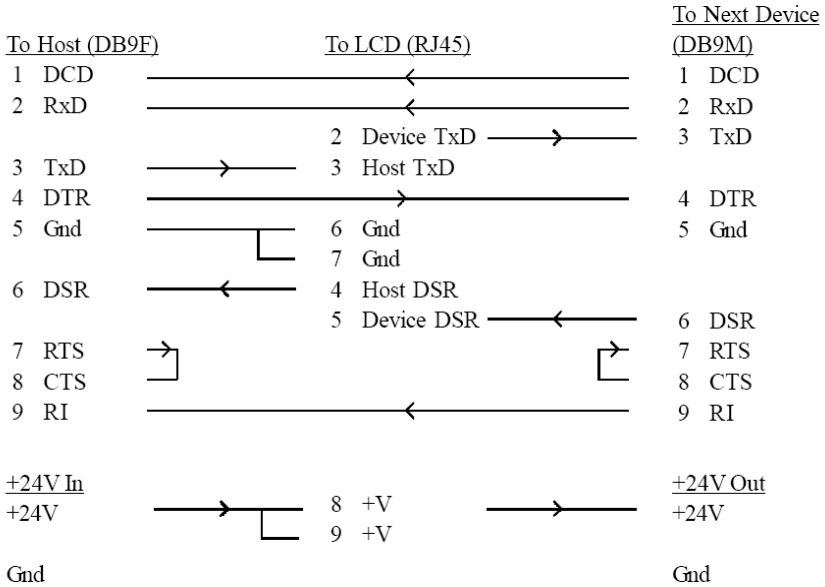 To Next Device
To Host (DB9F) To LCD (RJ45) (DB9M)
1 DCD 1 DCD
2 RxD 2 RxD
2 Device TxD 3 TxD
3 TxD 3 Host TxD
4 DTR 4 DTR
5 Gnd 6 Gnd 5 Gnd
7 Gnd
6 DSR 4 Host DSR
5 Device DSR 6 DSR
7 RTS 7 RTS
8 CTS 8 CTS
9 RI 9 RI
+24V In +24V Out
+24V 8 +V +24V
9 +V
Gnd Gnd